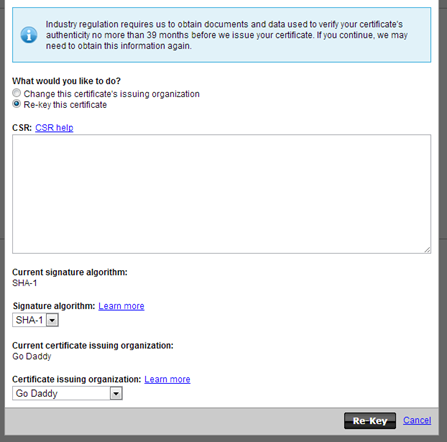 Industry regulation requires us to obtain documents and data used to verify your certificate's
authenticity no more than 39 months before we issue your certificate. If you continue, we may
need to obtain this information again.
What would you like to do?
Change this certificate's issuing organization
Re-key this certificate
CSR: CSR help
Current signature algorithm:
SHA-1
Signature algorithm: Learn more
SHA-1
Current certificate issuing organization:
Go Daddy
Certificate issuing organization: Learn more
Go Daddy
Re-Key Cancel